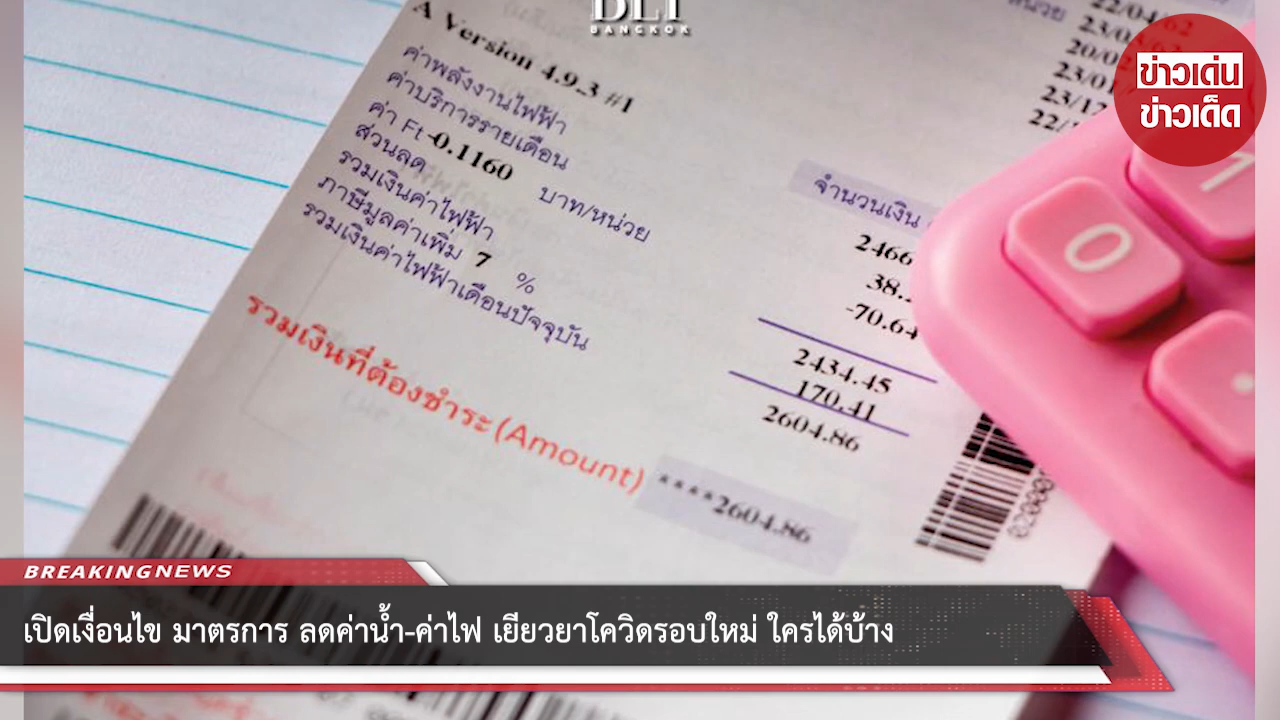 BLT
BANGKOK
ข่าวเด่น
ข่าวเด็ด
A Version 4.9.3 #1
หน่วย
22/04/62
ค่าพลังงานไฟฟ้า
ค่าบริการรายเดือน
ค่า Ft -0.1160 บาท/หน่วย
ส่วนลด
รวมเงินค่าไฟฟ้า
ภาษีมูลค่าเพิ่ม 7 %
รวมเงินค่าไฟฟ้าเดือนปัจจุบัน
จำนวนเงิน
2466
38.
-70.64
2434.45
170.41
2604.86
รวมเงินที่ต้องชำระ(Amount) ****2604.86
0
1
BREAKINGNEWS
เปิดเงื่อนไข มาตรการ ลดค่าน้ำ-ค่าไฟ เยียวยาโควิดรอบใหม่ ใครได้บ้าง